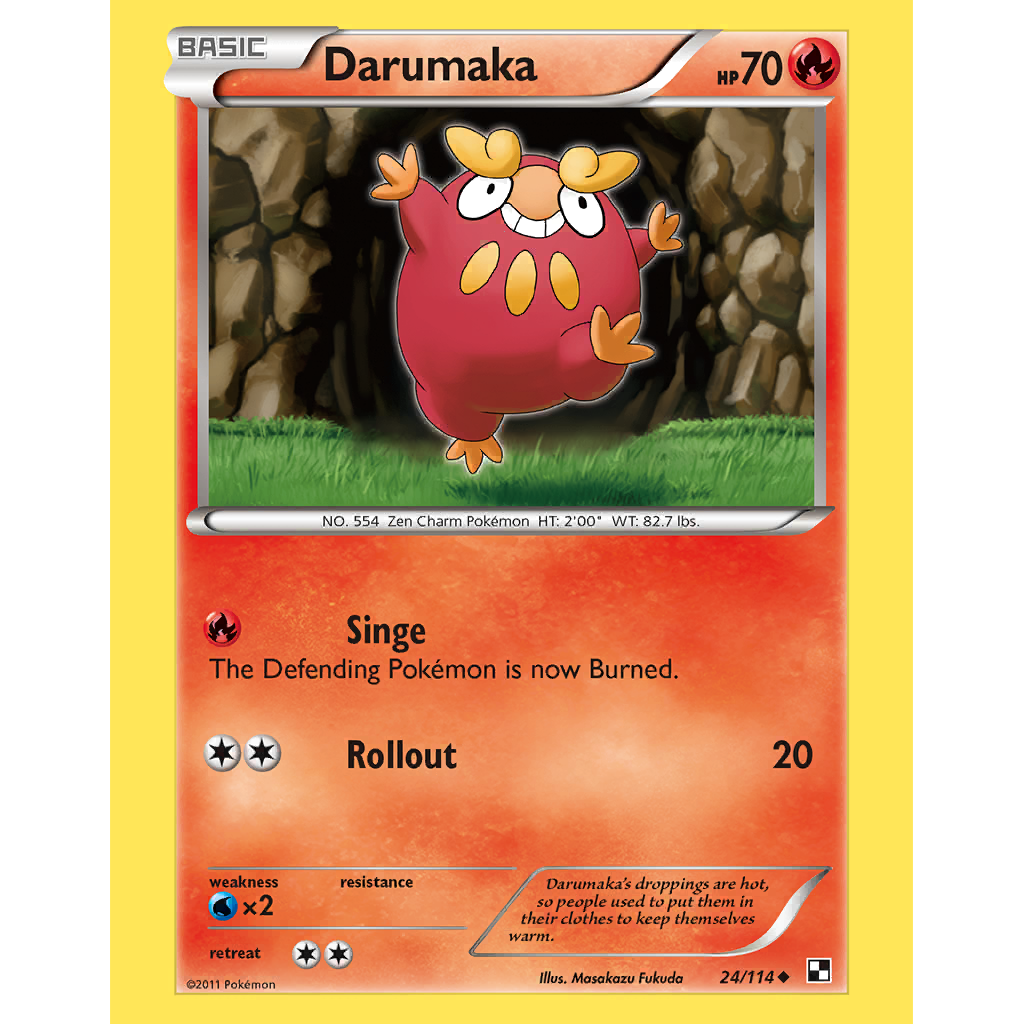 BASIC
Darumaka
HP70
NO. 554 Zen Charm Pokémon HT: 2'00" WT: 82.7 lbs.
Singe
The Defending Pokémon is now Burned.
Rollout 20
weakness resistance
×2
retreat
Darumaka's droppings are hot,
so people used to put them in
their clothes to keep themselves
warm.
Illus. Masakazu Fukuda 24/114
©2011 Pokémon